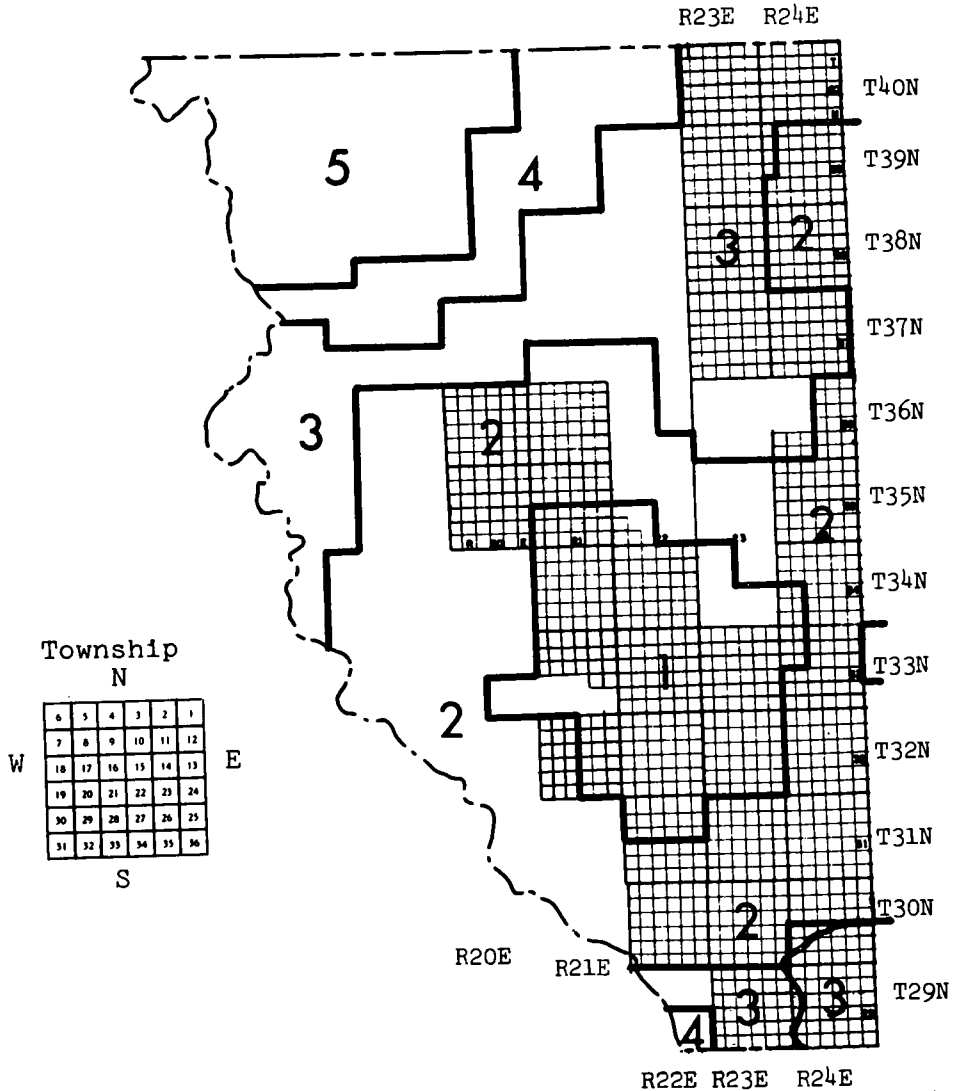 R23E R24E
T40N
5
4
T39N
3
2
T38N
T37N
3
2
T36N
T35N
2
T34N
Township
N
1
T33N
6 5 4 3 2 1
7 8 9 10 11 12
W
18 17 16 15 14 13
E
2
T32N
19 20 21 22 23 24
30 29 28 27 26 25
31 32 33 34 35 36
S
T31N
2
T30N
R20E
R21E
3
3
T29N
4
R22E R23E R24E